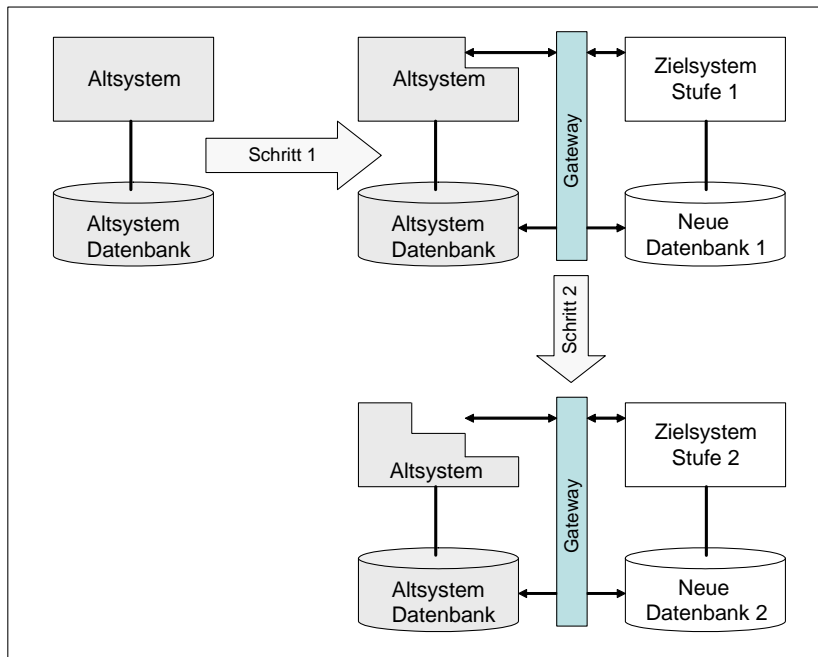 Altsystem
Altsystem
Datenbank
Schritt 1
Altsystem
Altsystem
Datenbank
Gateway
Zielsystem
Stufe 1
Neue
Datenbank 1
Schritt 2
Altsystem
Altsystem
Datenbank
Gateway
Zielsystem
Stufe 2
Neue
Datenbank 2